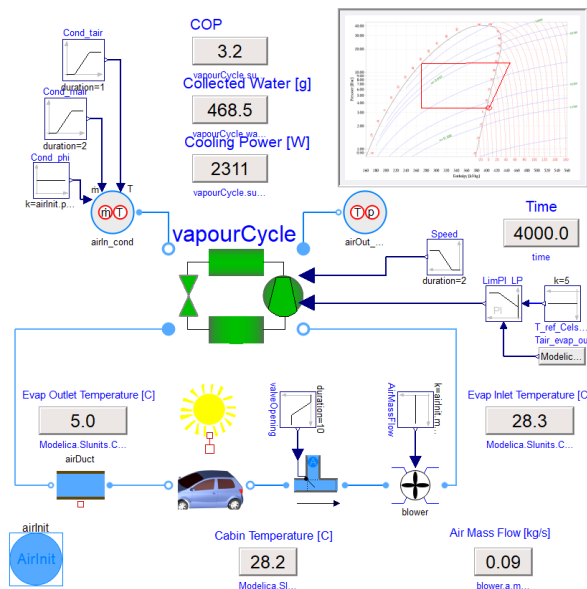 Cond_tair
duration=1
Cond_mair
duration=2
Cond_phi
k=airInit.p...
m
T
m T
airIn_cond
COP
3.2
vapourCycle.su...
Collected Water [g]
468.5
vapourCycle.wa...
Cooling Power [W]
2311
vapourCycle.su...
T p
airOut_...
vapourCycle
Time
4000.0
time
Speed
duration=2
LimPI_LP
PI
k=5
T_ref_Cels...
Tair_evap_ou
Modelic...
Evap Outlet Temperature [C]
5.0
Modelica.SIunits.C...
valveOpening
duration=10
AirMassFlow
k=airInit.m...
Evap Inlet Temperature [C]
28.3
Modelica.SIunits.C...
airDuct
A
blower
airInit
AirInit
Cabin Temperature [C]
28.2
Modelica.SI...
Air Mass Flow [kg/s]
0.09
blower.a.m...